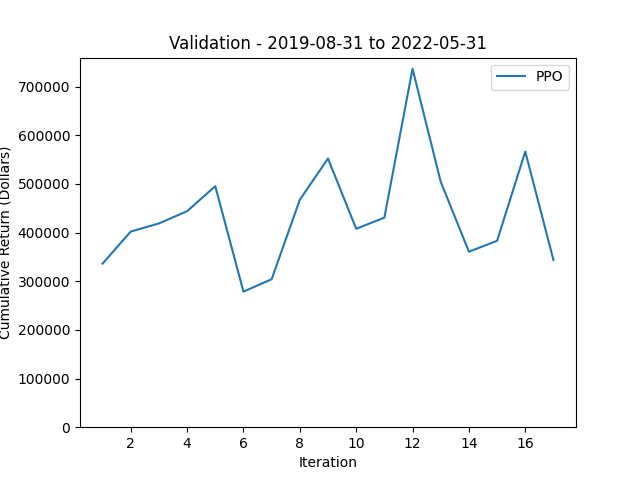 Validation - 2019-08-31 to 2022-05-31
PPO
Cumulative Return (Dollars)
700000
600000
500000
400000
300000
200000
100000
0
2 4 6 8 10 12 14 16
Iteration